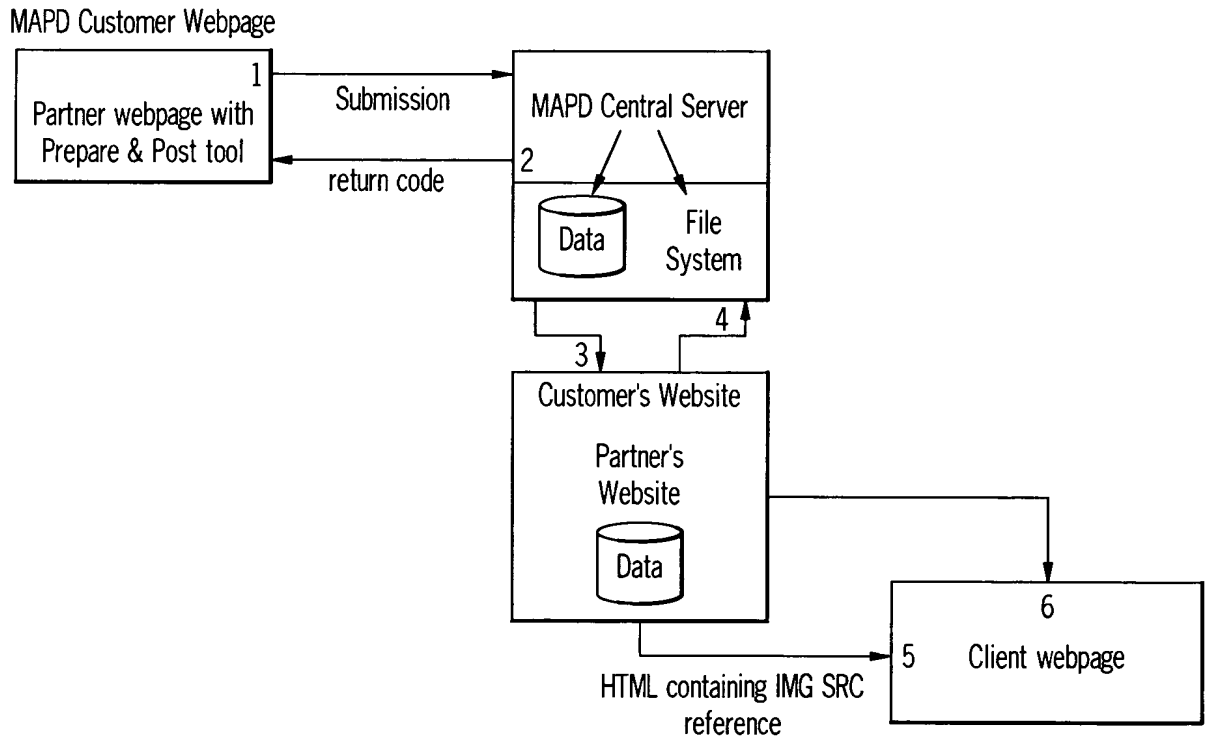 MAPD Customer Webpage
1
Partner webpage with
Prepare & Post tool
Submission
return code
MAPD Central Server
2
Data
File
System
3
4
Customer's Website
Partner's
Website
Data
HTML containing IMG SRC
reference
5
6
Client webpage